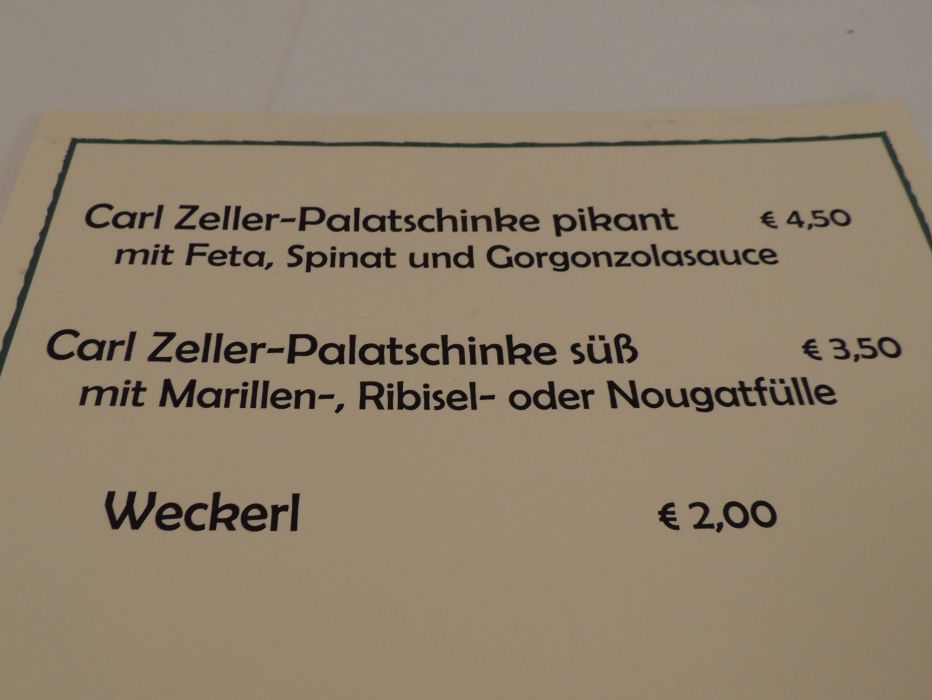 Carl Zeller-Palatschinke pikant € 4,50
mit Feta, Spinat und Gorgonzolasauce
Carl Zeller-Palatschinke süß € 3,50
mit Marillen-, Ribisel- oder Nougatfülle
Weckerl € 2,00